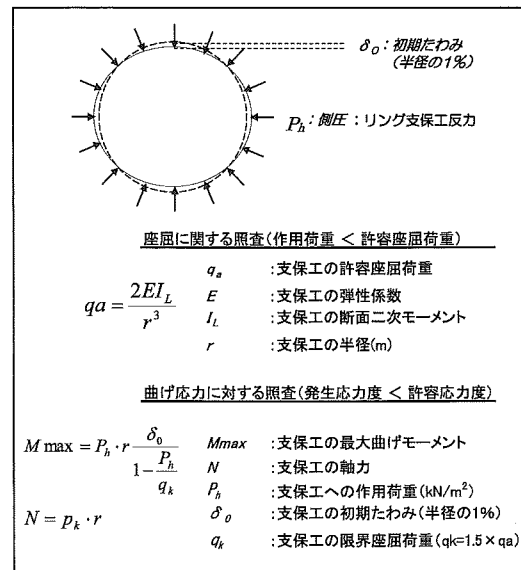 δ₀：初期たわみ
(半径の1%)
Pₕ：側圧：リング支保工反力
座屈に関する照査(作用荷重 < 許容座屈荷重)
qa = 2EI_L / r³
qₐ :支保工の許容座屈荷重
E :支保工の弾性係数
I_L :支保工の断面二次モーメント
r :支保工の半径(m)
曲げ応力に対する照査(発生応力度 < 許容応力度)
M max = Pₕ · r δ₀ / (1 − Pₕ / qₖ)
N = pₖ · r
Mmax :支保工の最大曲げモーメント
N :支保工の軸力
Pₕ :支保工への作用荷重(kN/m²)
δ₀ :支保工の初期たわみ(半径の1%)
qₖ :支保工の限界座屈荷重(qk=1.5×qa)